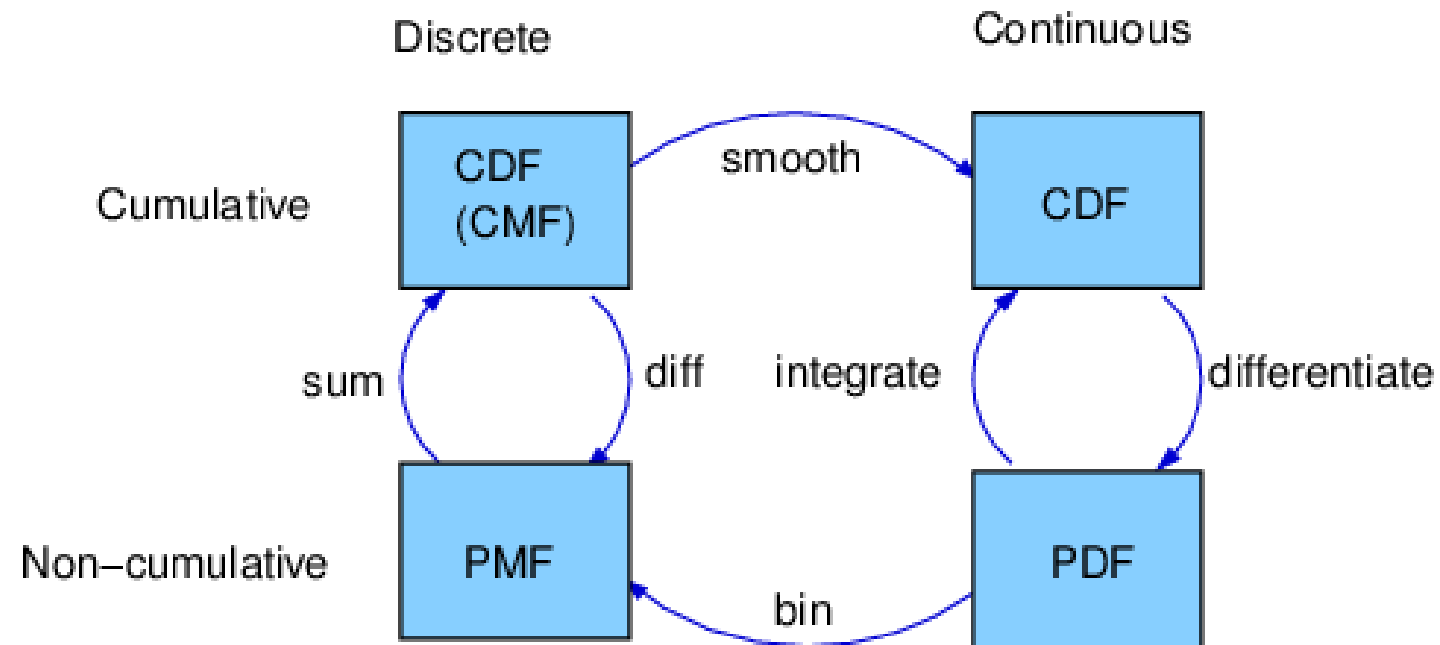 Discrete
Continuous
CDF
(CMF)
smooth
CDF
Cumulative
sum
diff
integrate
differentiate
Non−cumulative
PMF
PDF
bin